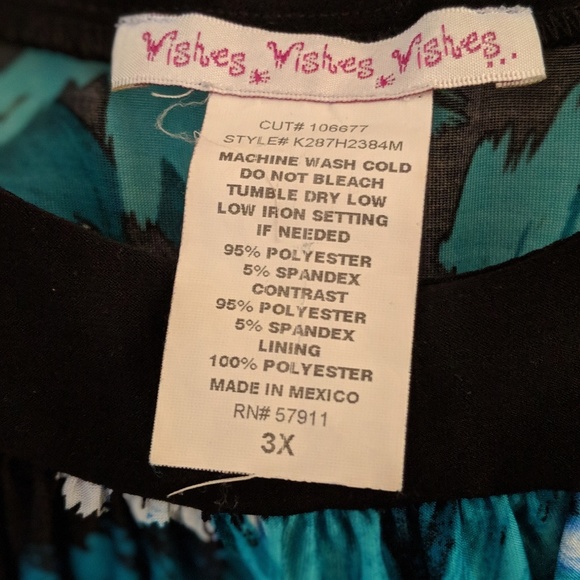 Wishes Wishes Wishes...
CUT# 106677
STYLE# K287H2384M
MACHINE WASH COLD
DO NOT BLEACH
TUMBLE DRY LOW
LOW IRON SETTING
IF NEEDED
95% POLYESTER
5% SPANDEX
CONTRAST
95% POLYESTER
5% SPANDEX
LINING
100% POLYESTER
MADE IN MEXICO
RN# 57911
3X